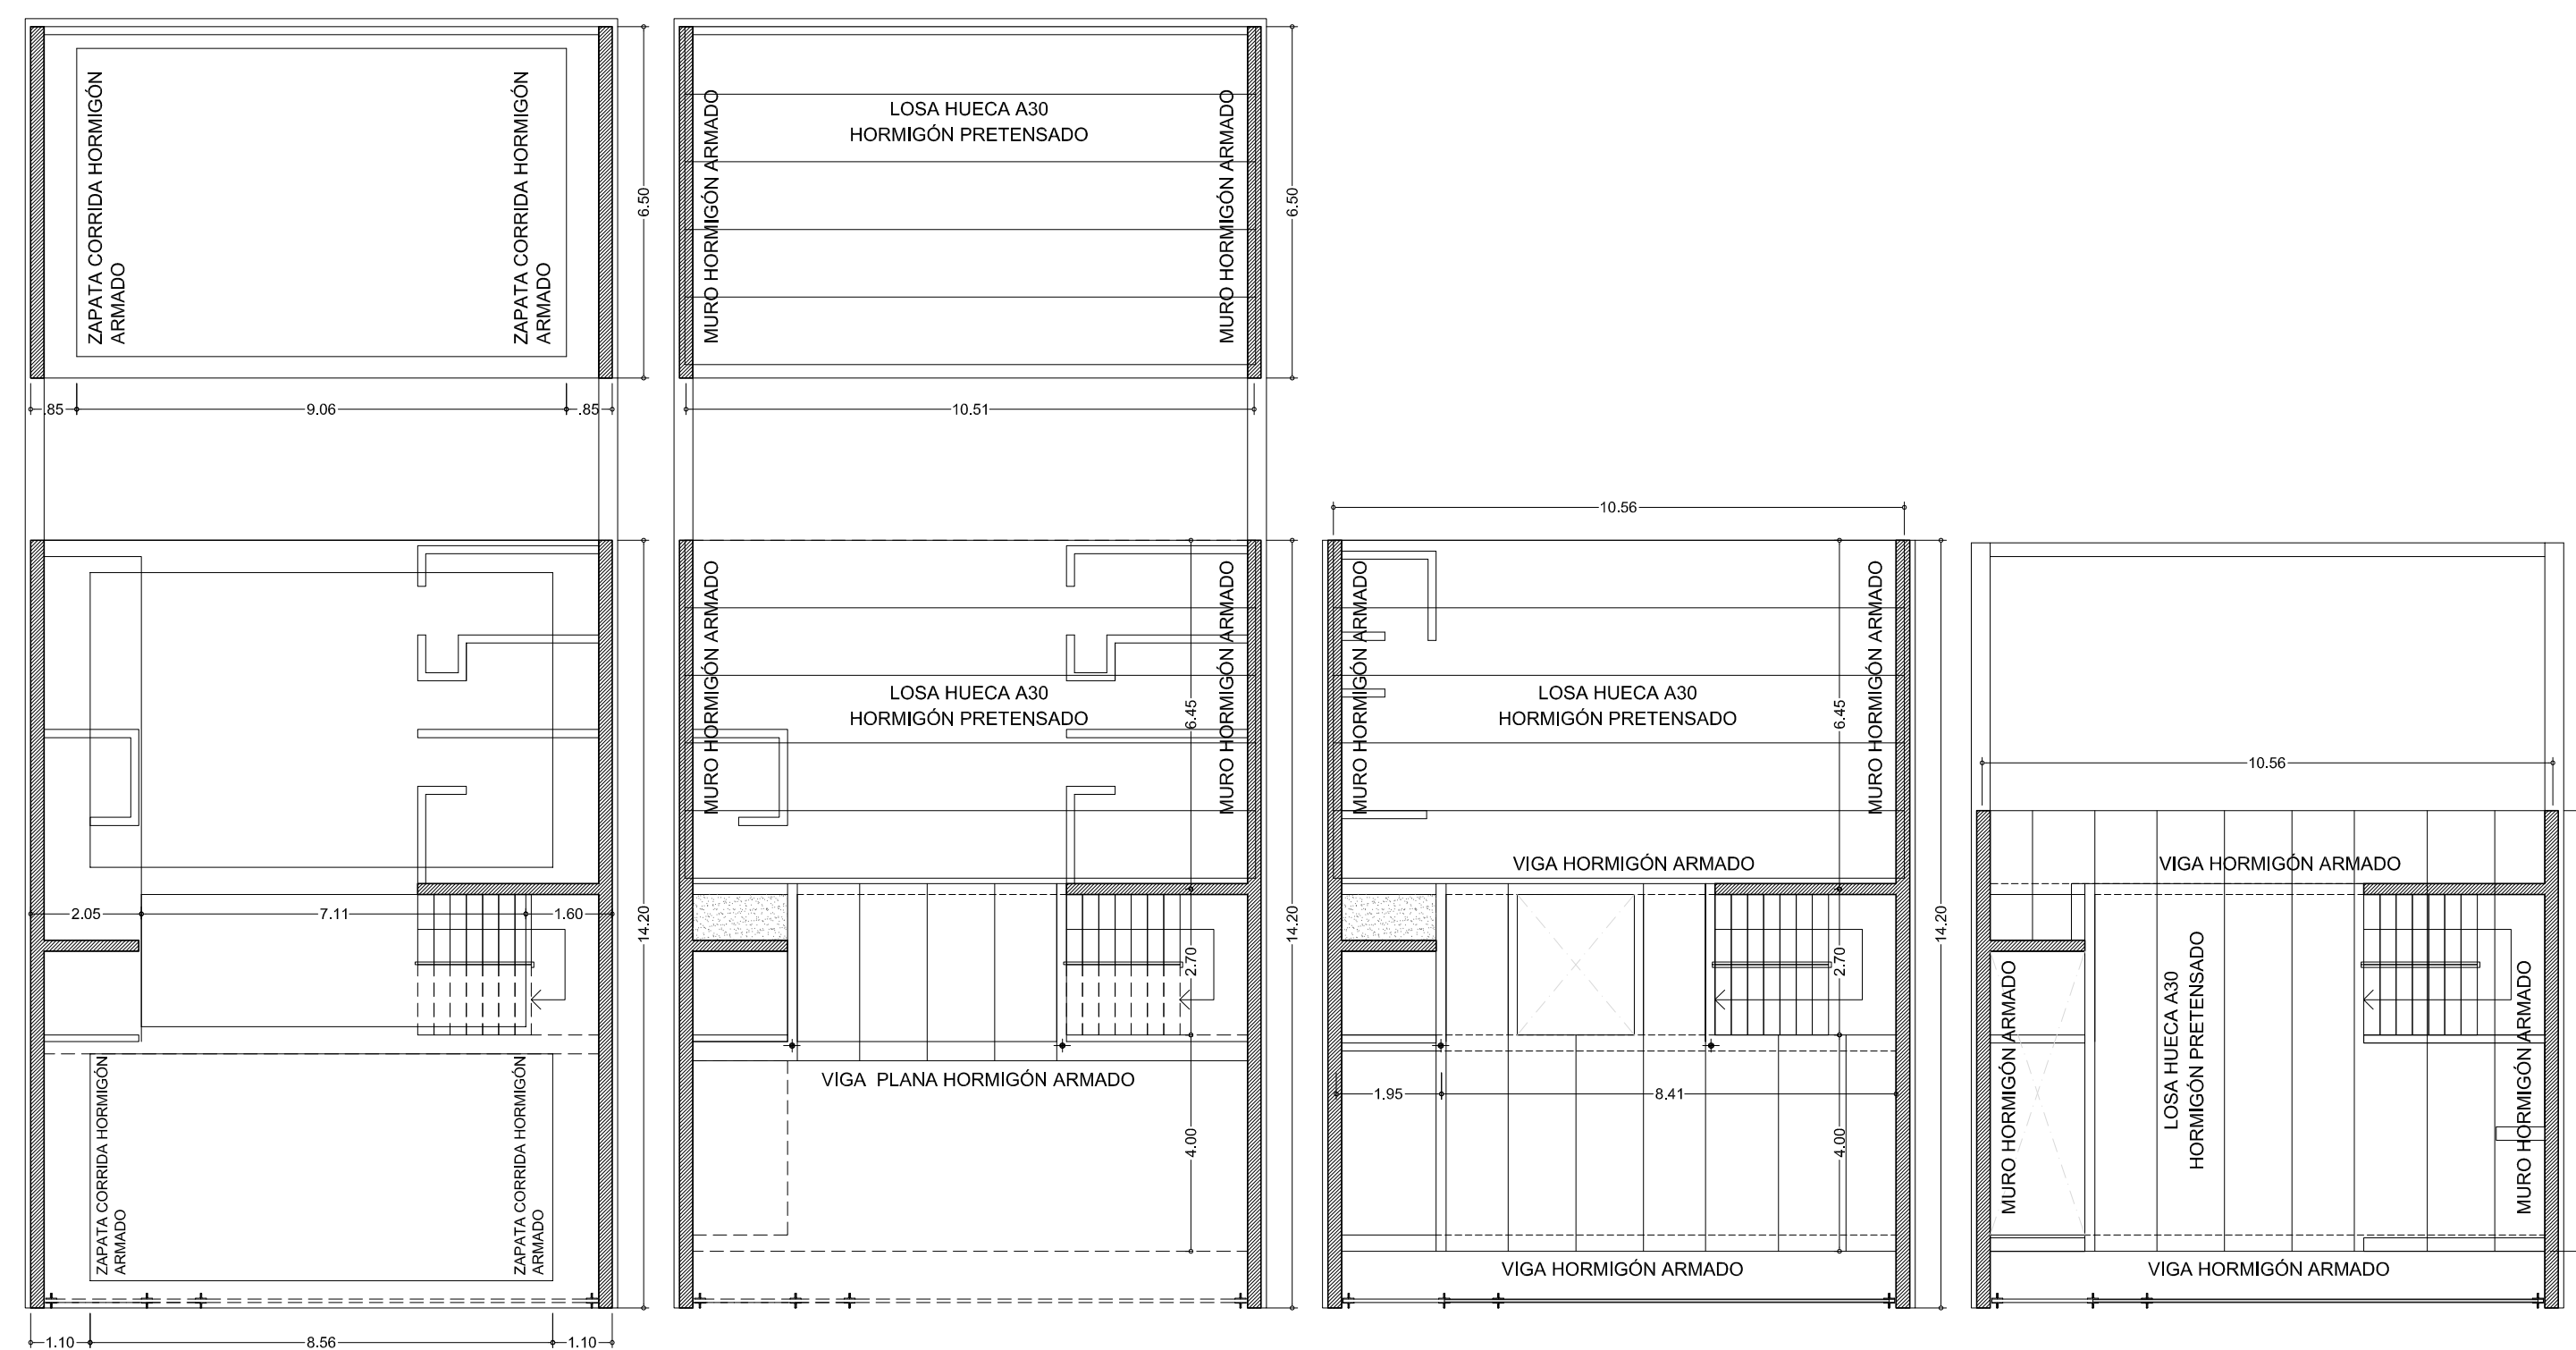 ZAPATA CORRIDA HORMIGÓN
ARMADO
ZAPATA CORRIDA HORMIGÓN
ARMADO
6.50
.85
9.06
.85
2.05
7.11
1.60
14.20
ZAPATA CORRIDA HORMIGÓN
ARMADO
ZAPATA CORRIDA HORMIGÓN
ARMADO
1.10
8.56
1.10
MURO HORMIGÓN ARMADO
LOSA HUECA A30
HORMIGÓN PRETENSADO
MURO HORMIGÓN ARMADO
6.50
10.51
MURO HORMIGÓN ARMADO
LOSA HUECA A30
HORMIGÓN PRETENSADO
6.45
MURO HORMIGÓN ARMADO
2.70
14.20
VIGA PLANA HORMIGÓN ARMADO
4.00
10.56
MURO HORMIGÓN ARMADO
LOSA HUECA A30
HORMIGÓN PRETENSADO
6.45
MURO HORMIGÓN ARMADO
VIGA HORMIGÓN ARMADO
2.70
14.20
1.95
8.41
4.00
VIGA HORMIGÓN ARMADO
10.56
VIGA HORMIGÓN ARMADO
MURO HORMIGÓN ARMADO
LOSA HUECA A30
HORMIGÓN PRETENSADO
MURO HORMIGÓN ARMADO
VIGA HORMIGÓN ARMADO